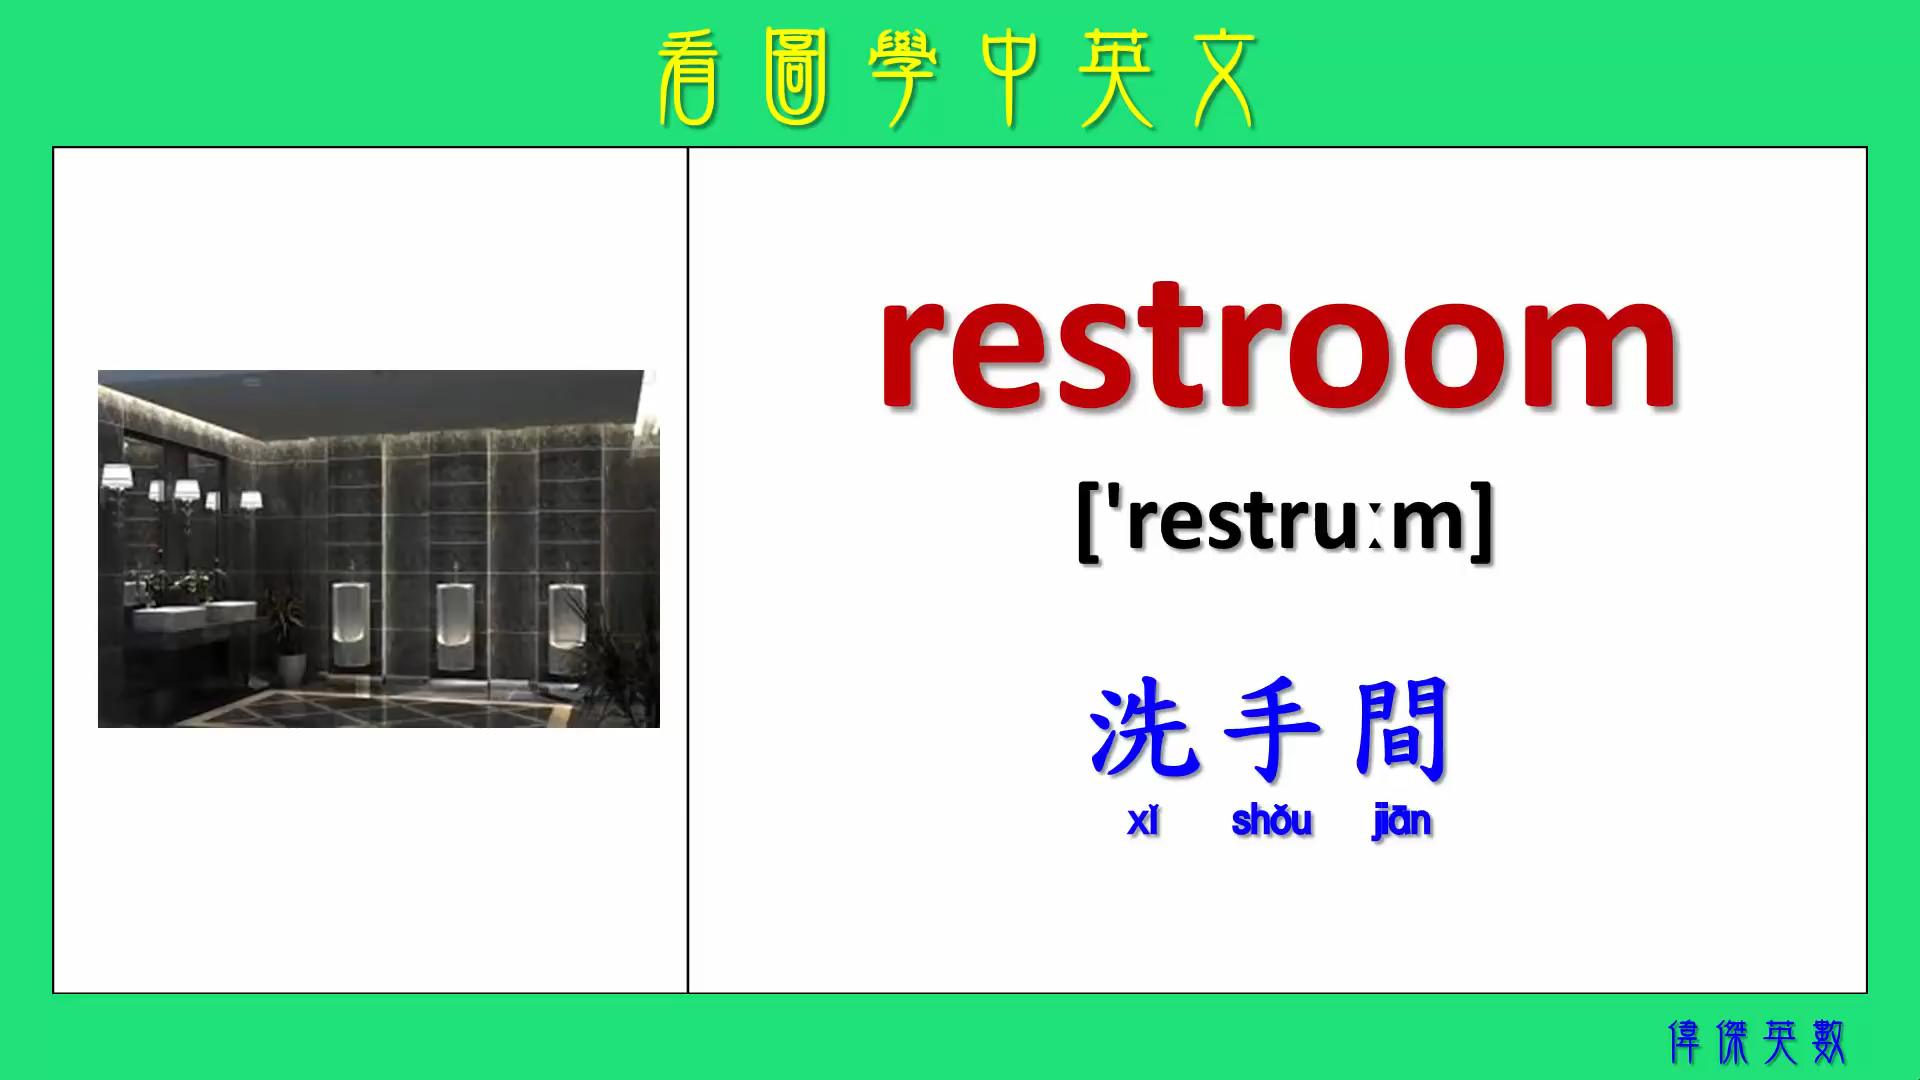 看圖學中英文
restroom
['restruːm]
洗手間
xǐ shǒu jiān
偉傑英數